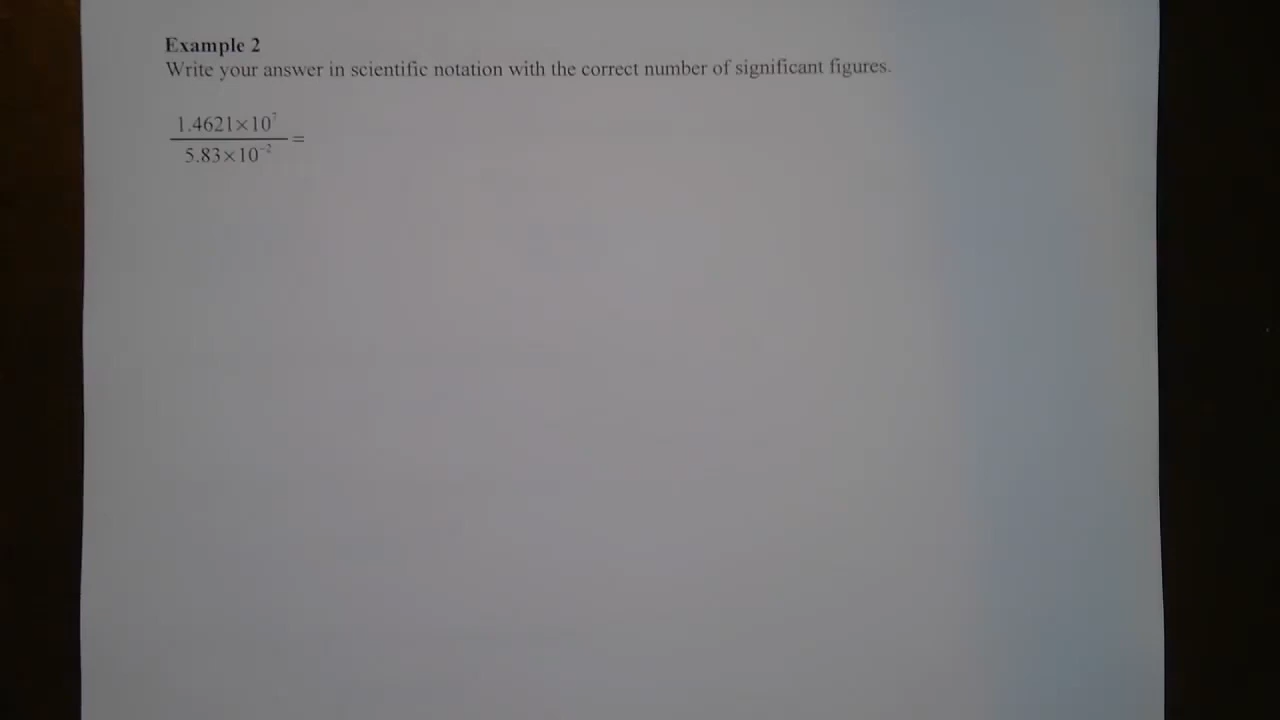 Example 2
Write your answer in scientific notation with the correct number of significant figures.
1.4621×10⁷
5.83×10⁻²
=